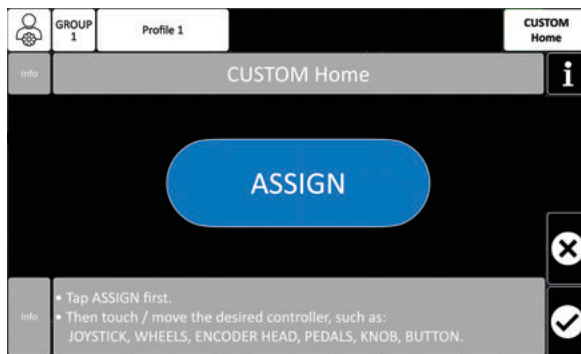 GROUP
1
Profile 1
CUSTOM
Home
Info
CUSTOM Home
i
ASSIGN
Info
• Tap ASSIGN first.
• Then touch / move the desired controller, such as:
JOYSTICK, WHEELS, ENCODER HEAD, PEDALS, KNOB, BUTTON.